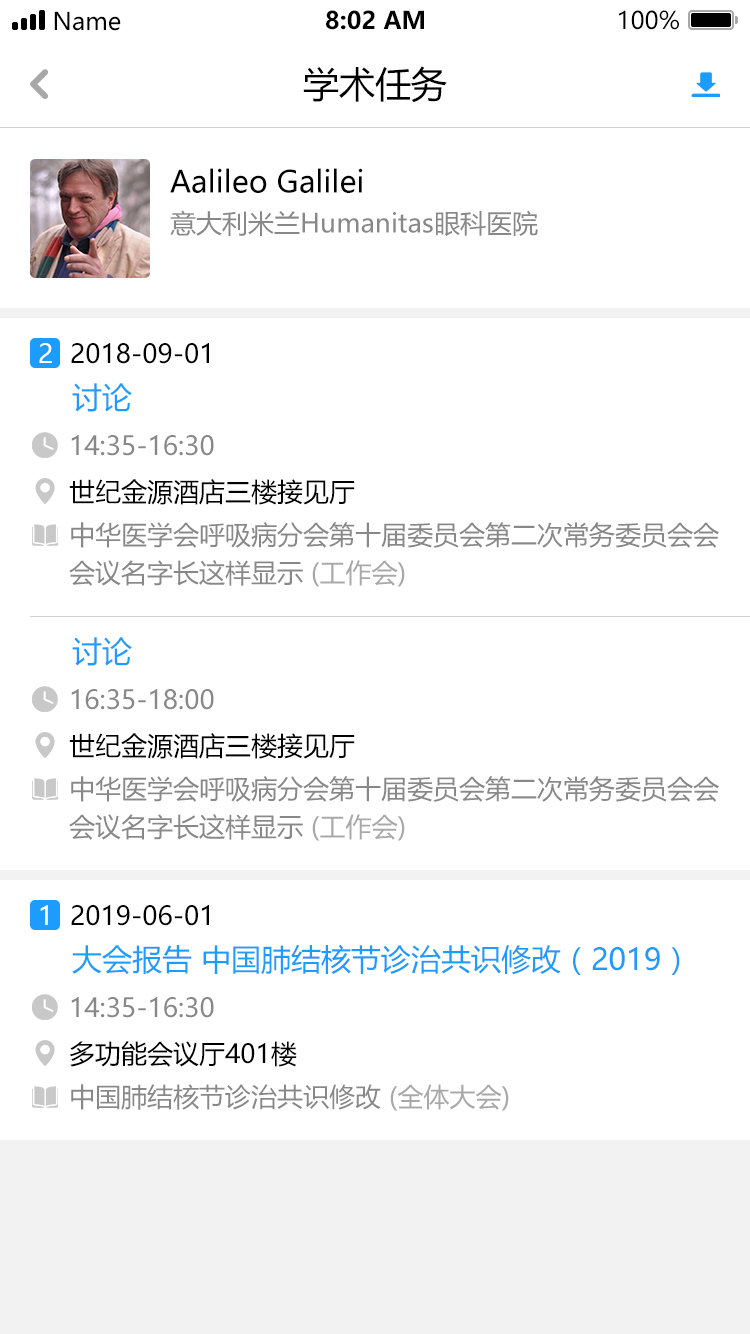 Name 8:02 AM 100%
学术任务
Aalileo Galilei
意大利米兰Humanitas眼科医院
2 2018-09-01
讨论
14:35-16:30
世纪金源酒店三楼接见厅
中华医学会呼吸病分会第十届委员会第二次常务委员会会
会议名字长这样显示 (工作会)
讨论
16:35-18:00
世纪金源酒店三楼接见厅
中华医学会呼吸病分会第十届委员会第二次常务委员会会
会议名字长这样显示 (工作会)
1 2019-06-01
大会报告 中国肺结核节诊治共识修改（2019）
14:35-16:30
多功能会议厅401楼
中国肺结核节诊治共识修改 (全体大会)